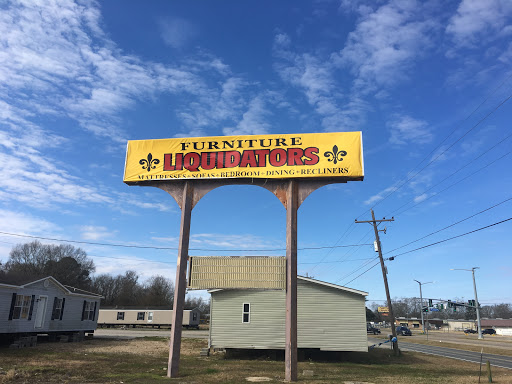 FURNITURE
LIQUIDATORS
MATTRESSES • SOFAS • BEDROOM • DINING • RECLINERS